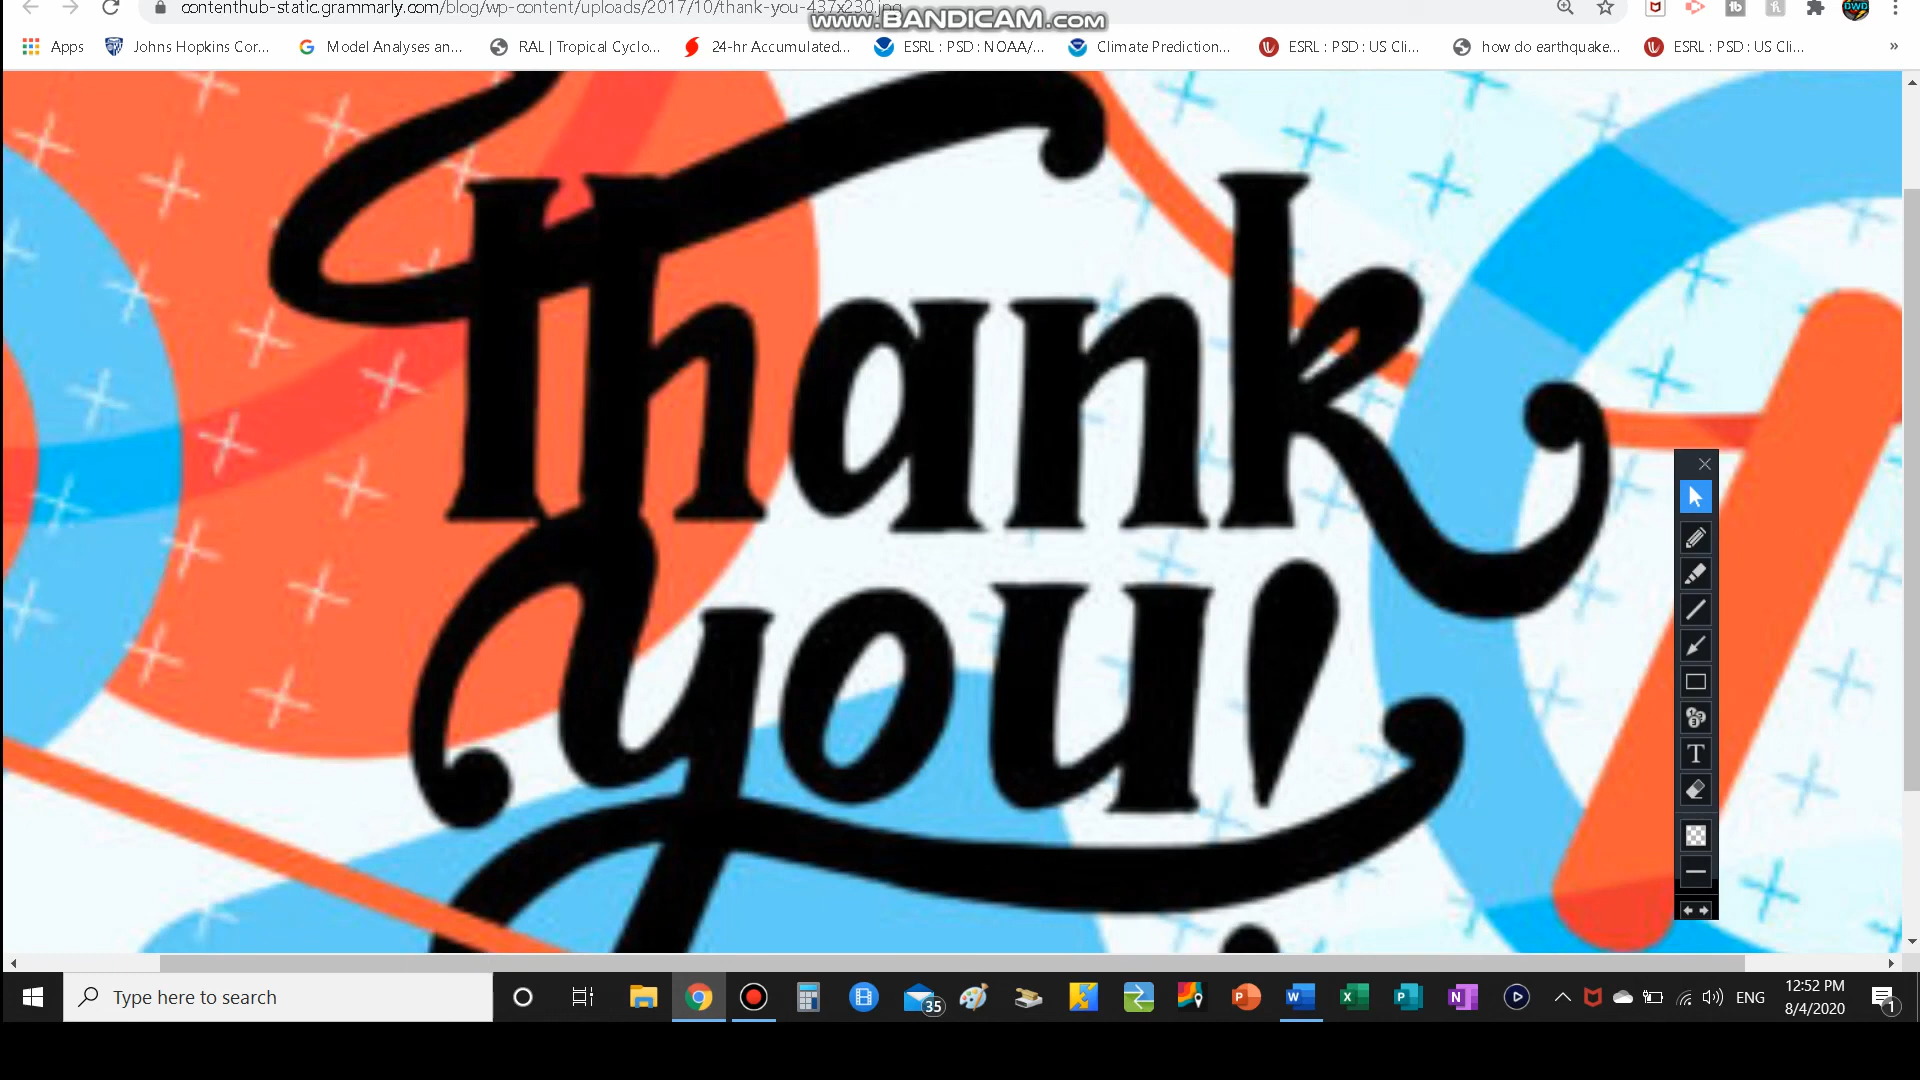 contenthub-static.grammarly.com/blog/wp-content/uploads/2017/10/thank-you-437x230.jpg
www.BANDICAM.com
Apps
Johns Hopkins Cor...
Model Analyses an...
RAL | Tropical Cyclo...
24-hr Accumulated...
ESRL : PSD : NOAA/...
Climate Prediction...
ESRL : PSD : US Cli...
how do earthquake...
ESRL : PSD : US Cli...
»
Thank
you!
T
Type here to search
35
ENG
12:52 PM
8/4/2020
1